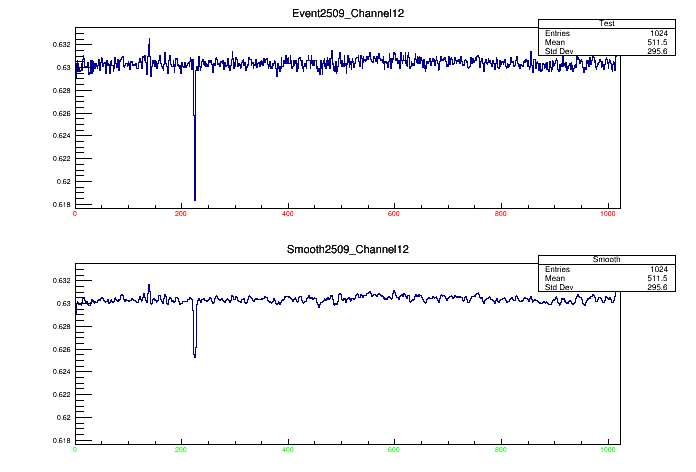 Event2509_Channel12
Test
Entries 1024
Mean 511.5
Std Dev 295.6
0.632
0.63
0.628
0.626
0.624
0.622
0.62
0.618
0 200 400 600 800 1000
Smooth2509_Channel12
Smooth
Entries 1024
Mean 511.5
Std Dev 295.6
0.632
0.63
0.628
0.626
0.624
0.622
0.62
0.618
0 200 400 600 800 1000